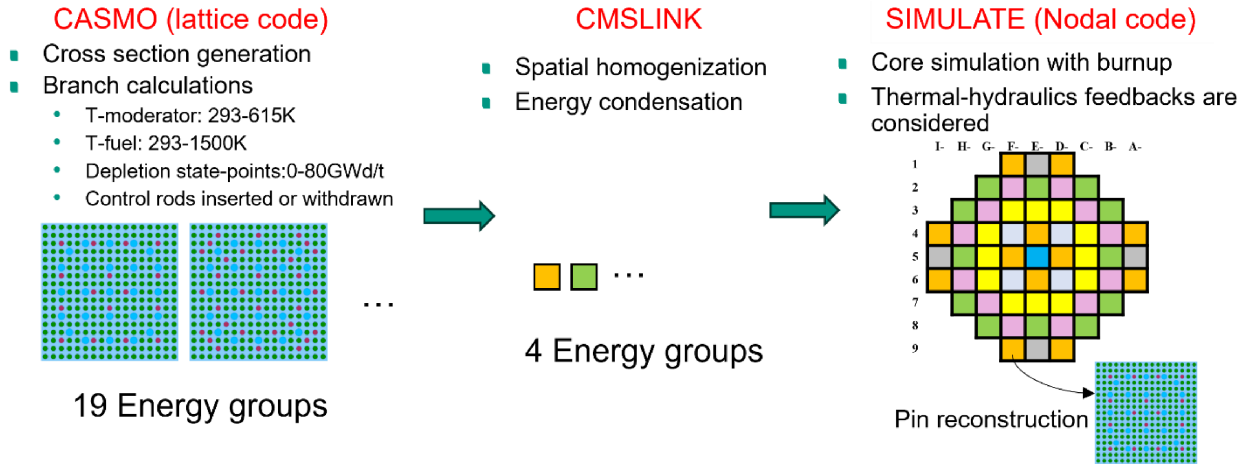 CASMO (lattice code)
Cross section generation
Branch calculations
T-moderator: 293-615K
T-fuel: 293-1500K
Depletion state-points:0-80GWd/t
Control rods inserted or withdrawn
...
19 Energy groups
CMSLINK
Spatial homogenization
Energy condensation
...
4 Energy groups
SIMULATE (Nodal code)
Core simulation with burnup
Thermal-hydraulics feedbacks are
considered
I- H- G- F- E- D- C- B- A-
1
2
3
4
5
6
7
8
9
Pin reconstruction